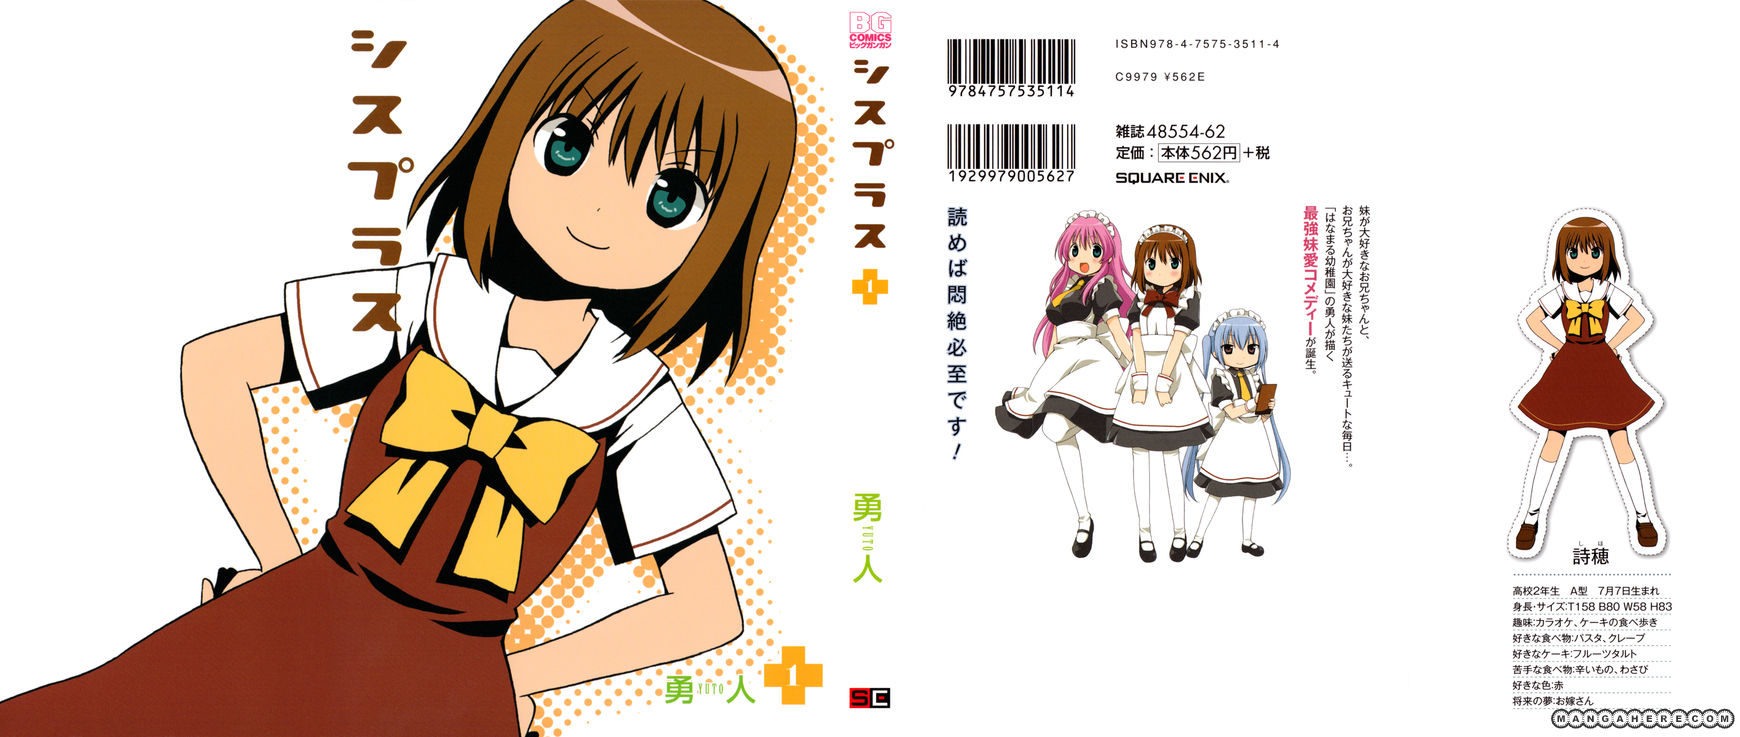 シスプラス
勇
YUTO
人
1
BG
COMICS
ビッグガンガン
シスプラス
1
勇
YUTO
人
SE
9784757535114
ISBN978-4-7575-3511-4
C9979 ¥562E
1929979005627
雑誌 48554-62
定価：本体562円+税
SQUARE ENIX®
読めば悶絶必至です！
妹が大好きなお兄ちゃんと、
お兄ちゃんが大好きな妹たちが送るキュートな毎日…。
「はなまる幼稚園」の勇人が描く
最強妹愛コメディーが誕生。
しほ
詩穂
高校2年生　A型　7月7日生まれ
身長・サイズ:T158 B80 W58 H83
趣味:カラオケ、ケーキの食べ歩き
好きな食べ物:パスタ、クレープ
好きなケーキ:フルーツタルト
苦手な食べ物:辛いもの、わさび
好きな色:赤
将来の夢:お嫁さん
MANGAHERE.COM